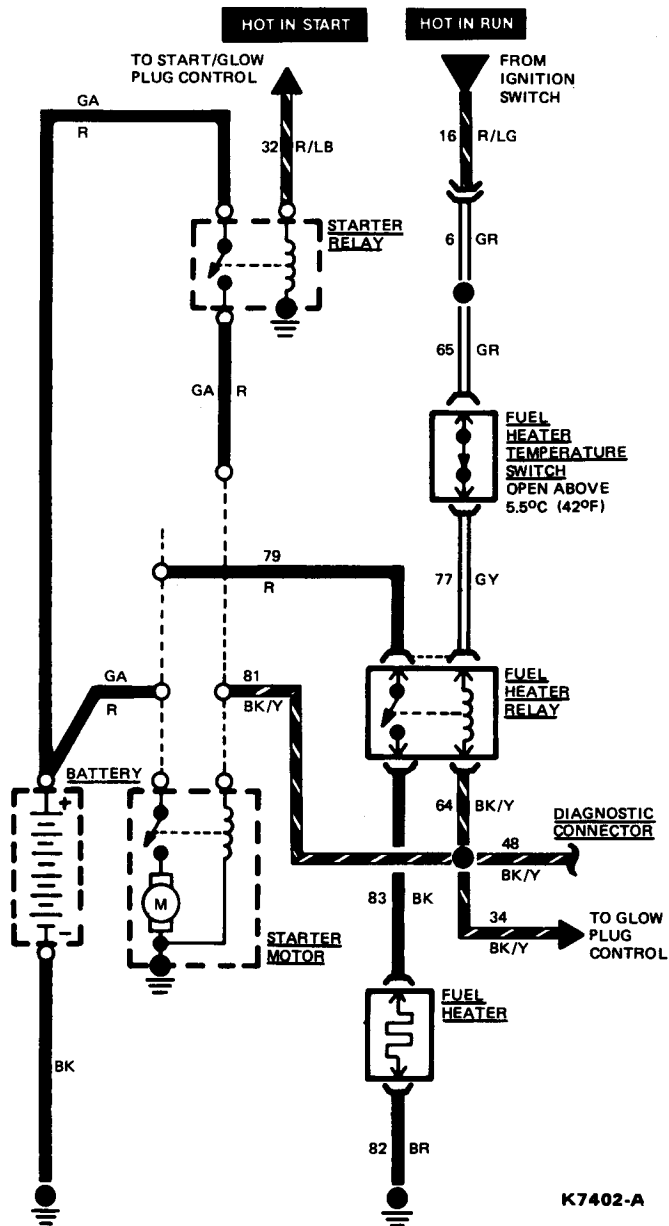 HOT IN START
HOT IN RUN
TO START/GLOW
PLUG CONTROL
FROM
IGNITION
SWITCH
GA
R
32 R/LB
16 R/LG
STARTER
RELAY
6 GR
65 GR
GA R
FUEL
HEATER
TEMPERATURE
SWITCH
OPEN ABOVE
5.5°C (42°F)
79
R
77 GY
GA
R
81
BK/Y
FUEL
HEATER
RELAY
BATTERY
+
-
64 BK/Y
DIAGNOSTIC
CONNECTOR
48
BK/Y
83 BK
M
STARTER
MOTOR
34
BK/Y
TO GLOW
PLUG
CONTROL
FUEL
HEATER
BK
82 BR
K7402-A